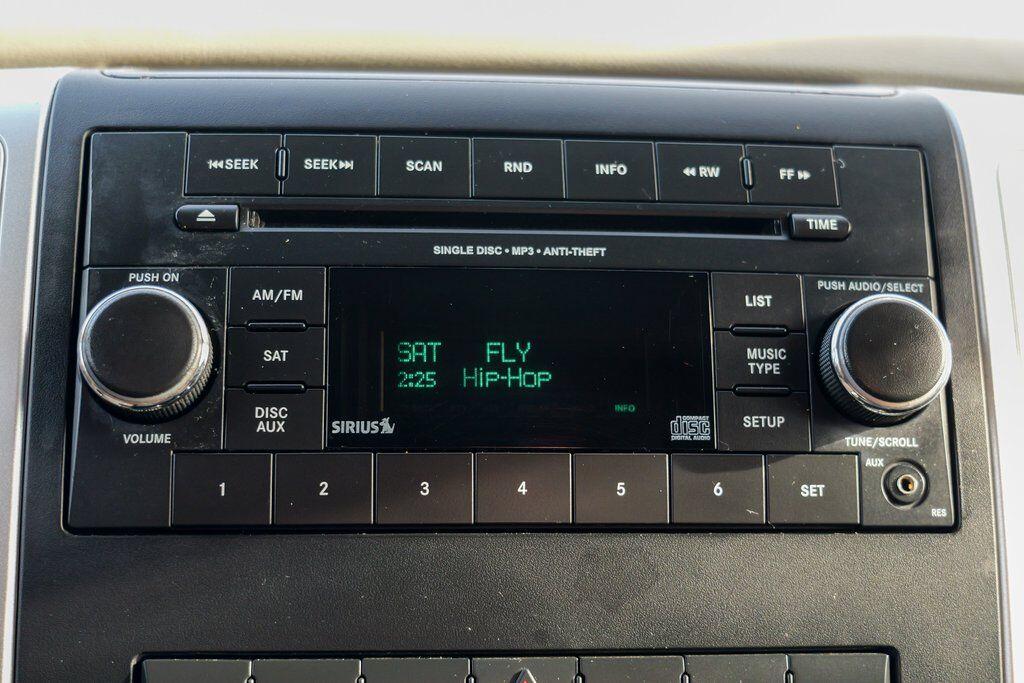 SEEK SEEK SCAN RND INFO RW FF
TIME
SINGLE DISC • MP3 • ANTI-THEFT
PUSH ON
PUSH AUDIO/SELECT
AM/FM
SAT
DISC
AUX
SAT FLY
2:25 Hip-Hop
INFO
SIRIUS
COMPACT
disc
DIGITAL AUDIO
LIST
MUSIC
TYPE
SETUP
VOLUME
TUNE/SCROLL
AUX
RES
1 2 3 4 5 6 SET